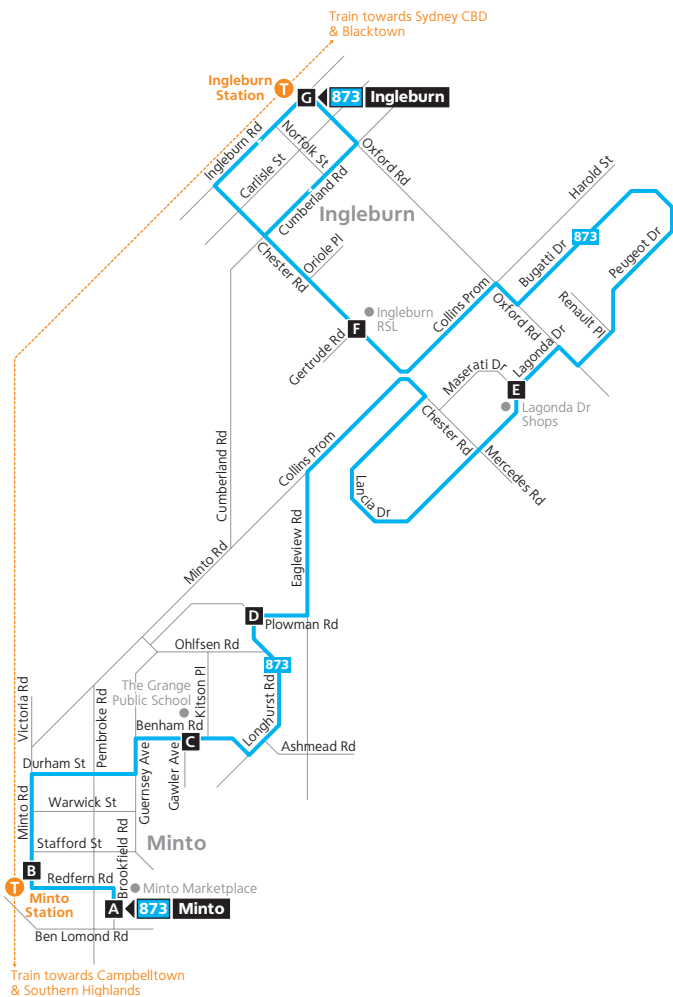 Train towards Sydney CBD
& Blacktown
Ingleburn
Station
T
G
873
Ingleburn
Ingleburn Rd
Norfolk St
Carlisle St
Cumberland Rd
Oxford Rd
Ingleburn
Harold St
873
Bugatti Dr
Peugeot Dr
Chester Rd
Oriole Pl
Collins Prom
Oxford Rd
Renault Pl
Ingleburn
RSL
F
Gertrude Rd
Lagonda Dr
Maserati Dr
E
Lagonda Dr
Shops
Chester Rd
Mercedes Rd
Collins Prom
Lancia Dr
Cumberland Rd
Eagleview Rd
Minto Rd
D
Plowman Rd
Ohlfsen Rd
873
The Grange
Public School
Kitson Pl
Longhurst Rd
Victoria Rd
Pembroke Rd
Benham Rd
C
Ashmead Rd
Durham St
Guernsey Ave
Gawler Ave
Minto Rd
Warwick St
Stafford St
Brookfield Rd
Minto
B
Redfern Rd
T
Minto
Station
Minto Marketplace
A
873
Minto
Ben Lomond Rd
Train towards Campbelltown
& Southern Highlands